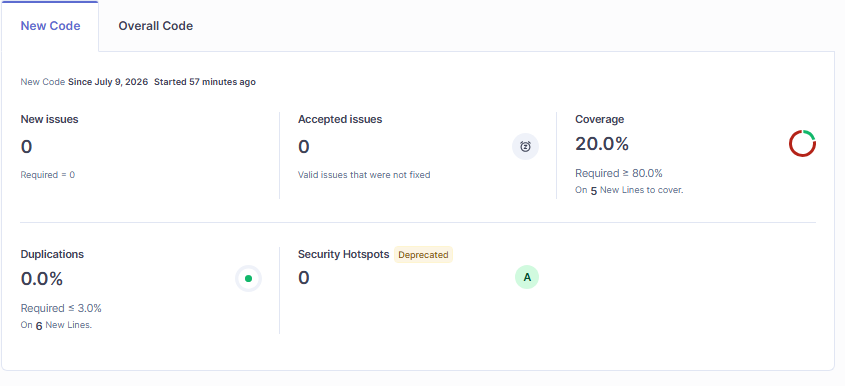 New Code Overall Code
New Code Since July 9, 2026 Started 57 minutes ago
New issues
0
Required = 0
Accepted issues
0
Valid issues that were not fixed
Coverage
20.0%
Required ≥ 80.0%
On 5 New Lines to cover.
Duplications
0.0%
Required ≤ 3.0%
On 6 New Lines.
Security Hotspots Deprecated
0
A